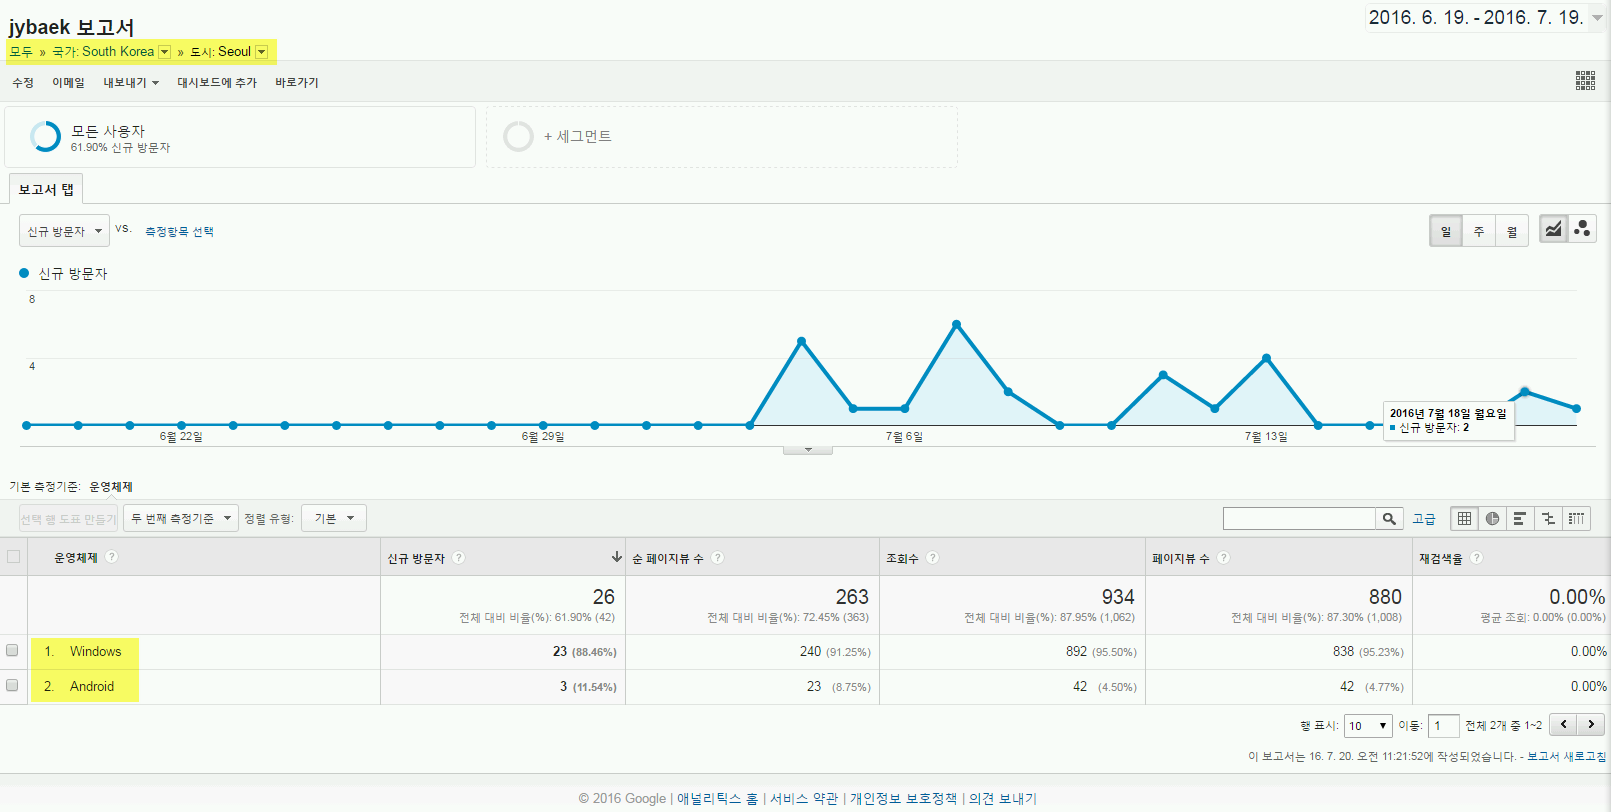 jybaek 보고서
2016. 6. 19. - 2016. 7. 19.
모두 » 국가: South Korea » 도시: Seoul
수정 이메일 내보내기 대시보드에 추가 바로가기
모든 사용자
61.90% 신규 방문자
+ 세그먼트
보고서 탭
신규 방문자 VS. 측정항목 선택
일 주 월
신규 방문자
8
4
6월 22일 6월 29일 7월 6일 7월 13일
2016년 7월 18일 월요일
신규 방문자: 2
기본 측정기준: 운영체제
선택 행 도표 만들기 두 번째 측정기준 정렬 유형: 기본 고급
운영체제 ? 신규 방문자 ? 순 페이지뷰 수 ? 조회수 ? 페이지뷰 수 ? 재검색율 ?
26 263 934 880 0.00%
전체 대비 비율(%): 61.90% (42) 전체 대비 비율(%): 72.45% (363) 전체 대비 비율(%): 87.95% (1,062) 전체 대비 비율(%): 87.30% (1,008) 평균 조회: 0.00% (0.00%)
1. Windows 23 (88.46%) 240 (91.25%) 892 (95.50%) 838 (95.23%) 0.00%
2. Android 3 (11.54%) 23 (8.75%) 42 (4.50%) 42 (4.77%) 0.00%
행 표시: 10 이동: 1 전체 2개 중 1~2
이 보고서는 16. 7. 20. 오전 11:21:52에 작성되었습니다. - 보고서 새로고침
© 2016 Google | 애널리틱스 홈 | 서비스 약관 | 개인정보 보호정책 | 의견 보내기